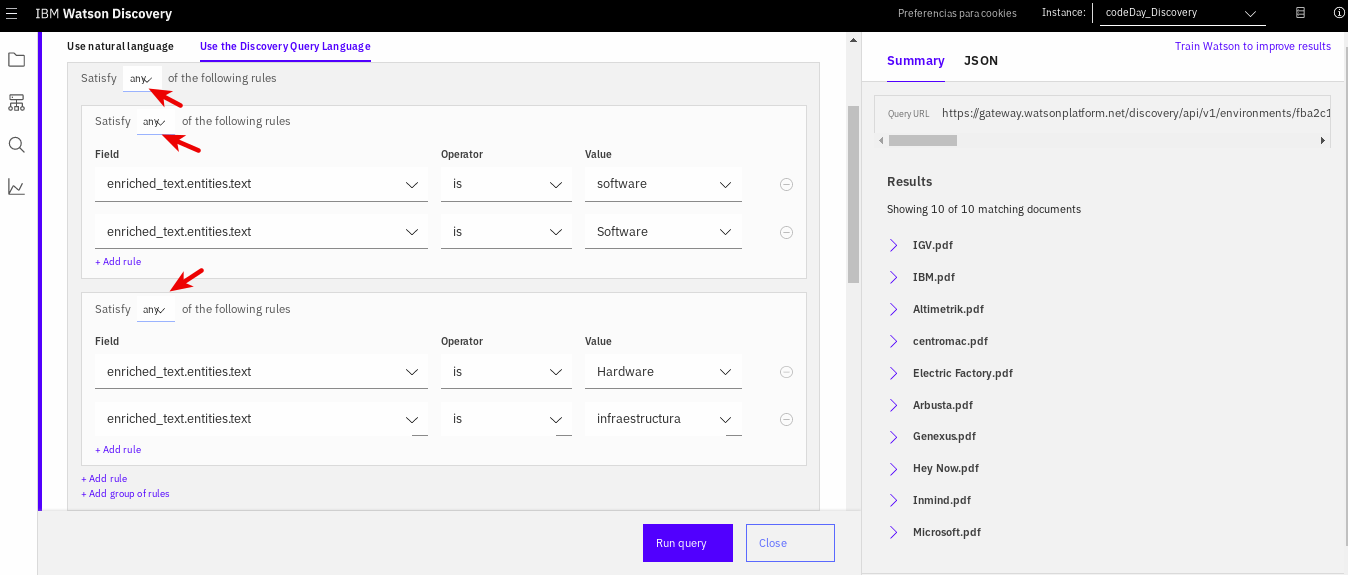 IBM Watson Discovery
Preferencias para cookies
Instance:
codeDay_Discovery
Use natural language
Use the Discovery Query Language
Satisfy any of the following rules
Satisfy any of the following rules
Field Operator Value
enriched_text.entities.text is software
enriched_text.entities.text is Software
+ Add rule
Satisfy any of the following rules
Field Operator Value
enriched_text.entities.text is Hardware
enriched_text.entities.text is infraestructura
+ Add rule
+ Add rule
+ Add group of rules
Run query
Close
Train Watson to improve results
Summary JSON
Query URL https://gateway.watsonplatform.net/discovery/api/v1/environments/fba2c1
Results
Showing 10 of 10 matching documents
IGV.pdf
IBM.pdf
Altimetrik.pdf
centromac.pdf
Electric Factory.pdf
Arbusta.pdf
Genexus.pdf
Hey Now.pdf
Inmind.pdf
Microsoft.pdf